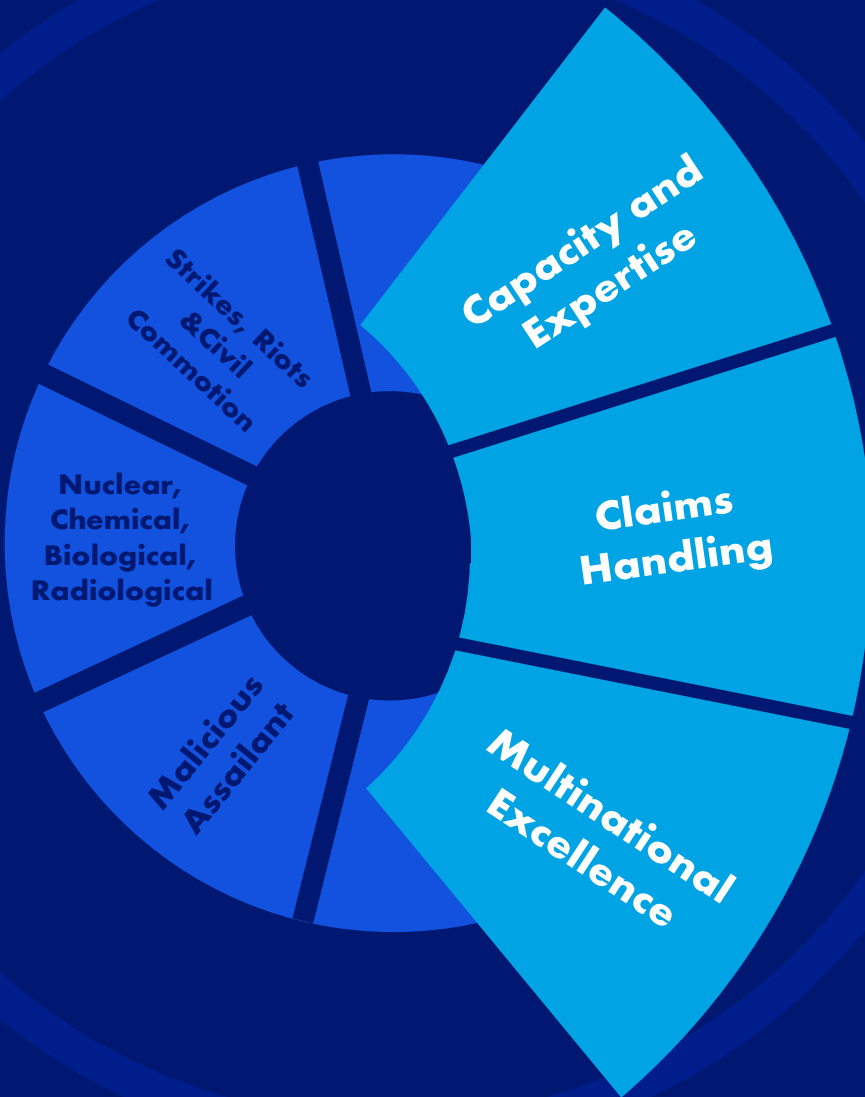 Strikes, Riots
&Civil
Commotion
Nuclear,
Chemical,
Biological,
Radiological
Malicious
Assailant
Capacity and
Expertise
Claims
Handling
Multinational
Excellence